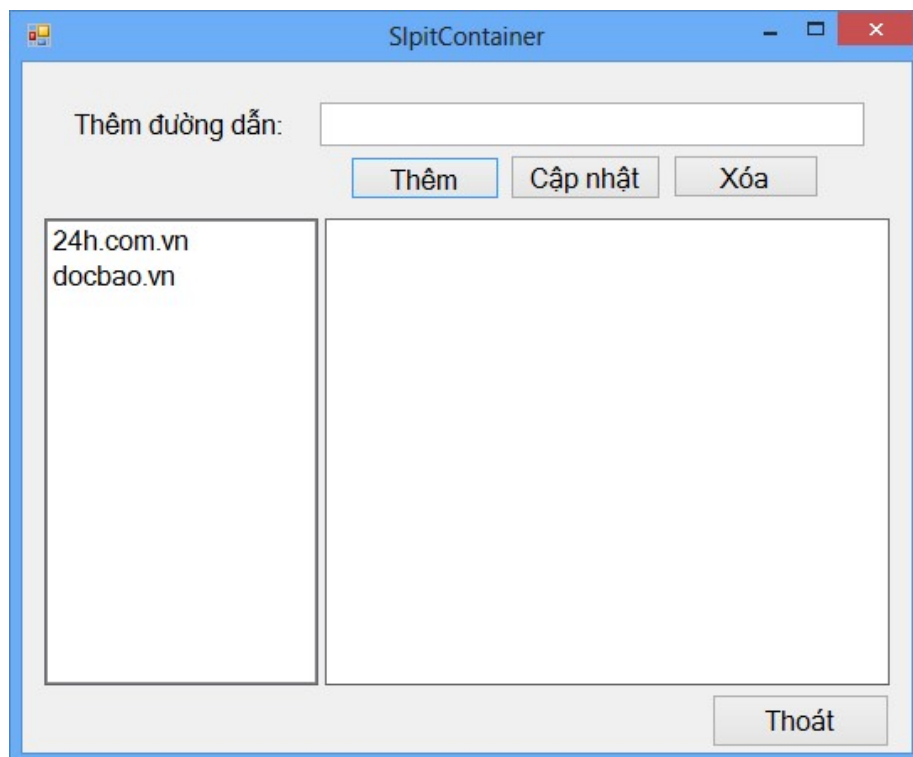 SlpitContainer
Thêm đường dẫn:
Thêm Cập nhật Xóa
24h.com.vn
docbao.vn
Thoát